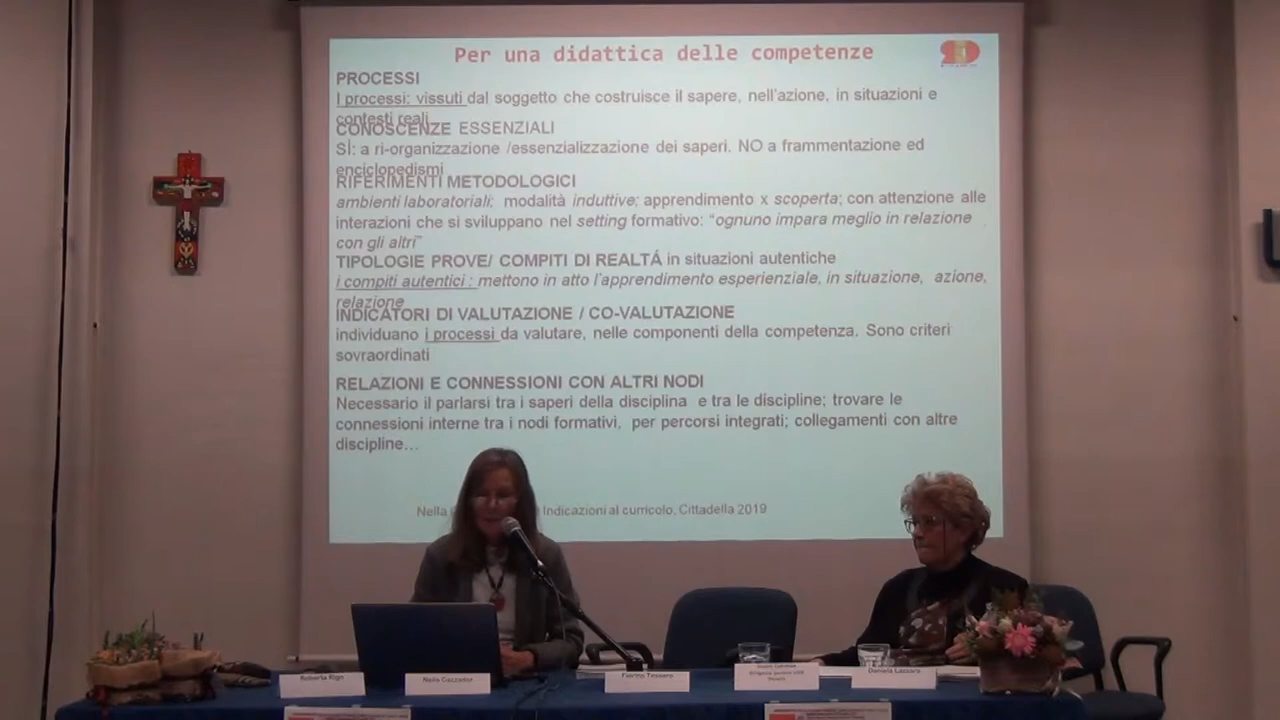 Per una didattica delle competenze
PROCESSI
I processi: vissuti dal soggetto che costruisce il sapere, nell'azione, in situazioni e
contesti reali
CONOSCENZE ESSENZIALI
SÌ: a ri-organizzazione /essenzializzazione dei saperi. NO a frammentazione ed
enciclopedismi
RIFERIMENTI METODOLOGICI
ambienti laboratoriali: modalità induttive; apprendimento x scoperta; con attenzione alle
interazioni che si sviluppano nel setting formativo: "ognuno impara meglio in relazione
con gli altri"
TIPOLOGIE PROVE/ COMPITI DI REALTÁ in situazioni autentiche
i compiti autentici : mettono in atto l'apprendimento esperienziale, in situazione, azione,
relazione
INDICATORI DI VALUTAZIONE / CO-VALUTAZIONE
individuano i processi da valutare, nelle componenti della competenza. Sono criteri
sovraordinati
RELAZIONI E CONNESSIONI CON ALTRI NODI
Necessario il parlarsi tra i saperi della disciplina e tra le discipline; trovare le
connessioni interne tra i nodi formativi, per percorsi integrati; collegamenti con altre
discipline...
Nella Indicazioni al curricolo, Cittadella 2019
Roberta Rigo
Nella Cazzador
Fiorino Tessaro
Daniela Lazzaro